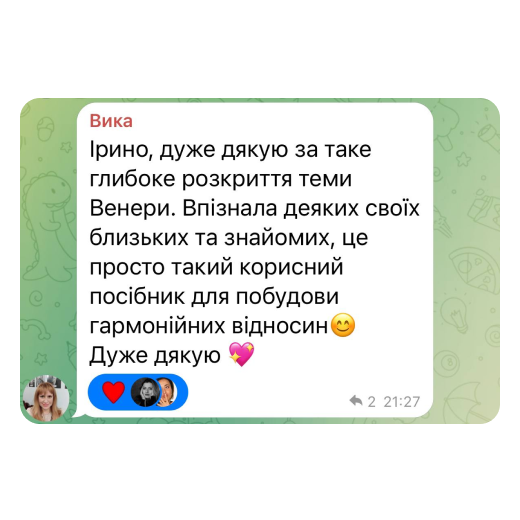 Вика
Ірино, дуже дякую за таке
глибоке розкриття теми
Венери. Впізнала деяких своїх
близьких та знайомих, це
просто такий корисний
посібник для побудови
гармонійних відносин😊
Дуже дякую 💖
2 21:27